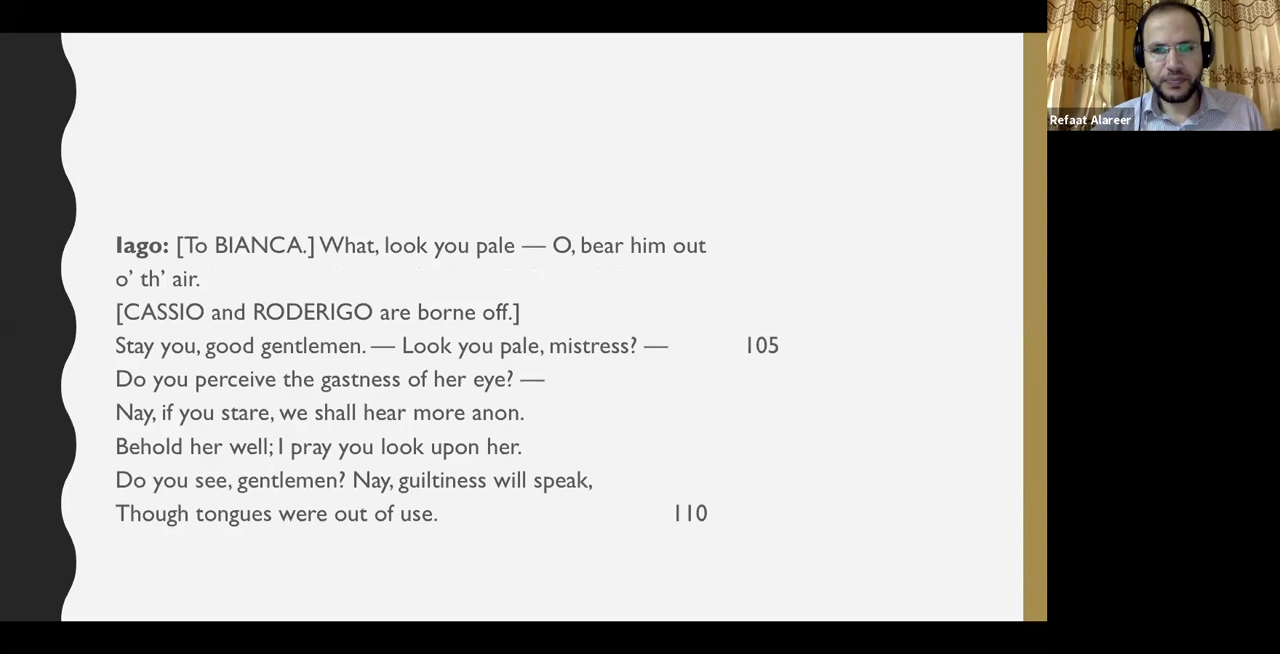 Iago: [To BIANCA.] What, look you pale — O, bear him out
o’ th’ air.
[CASSIO and RODERIGO are borne off.]
Stay you, good gentlemen. — Look you pale, mistress? — 105
Do you perceive the gastness of her eye? —
Nay, if you stare, we shall hear more anon.
Behold her well; I pray you look upon her.
Do you see, gentlemen? Nay, guiltiness will speak,
Though tongues were out of use. 110
Refaat Alareer